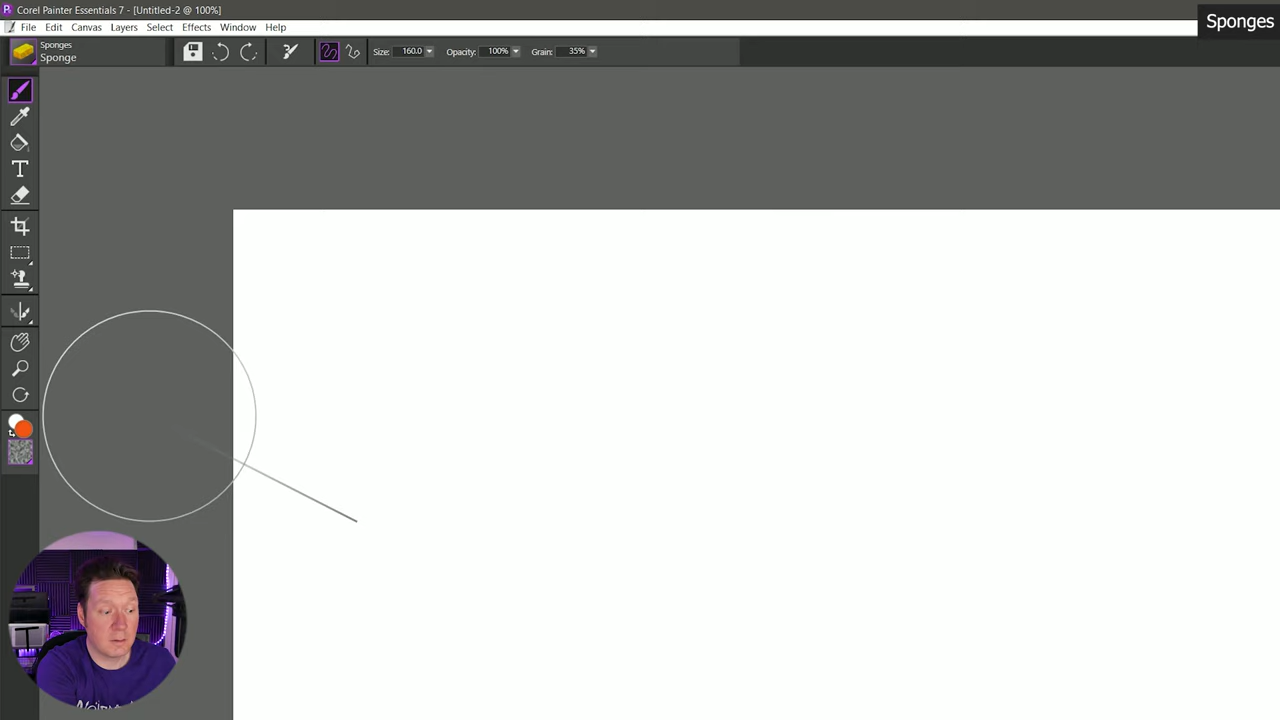 Corel Painter Essentials 7 - [Untitled-2 @ 100%]
File Edit Canvas Layers Select Effects Window Help
Sponges
Sponges
Sponge
Size: 160.0 Opacity: 100% Grain: 35%
T